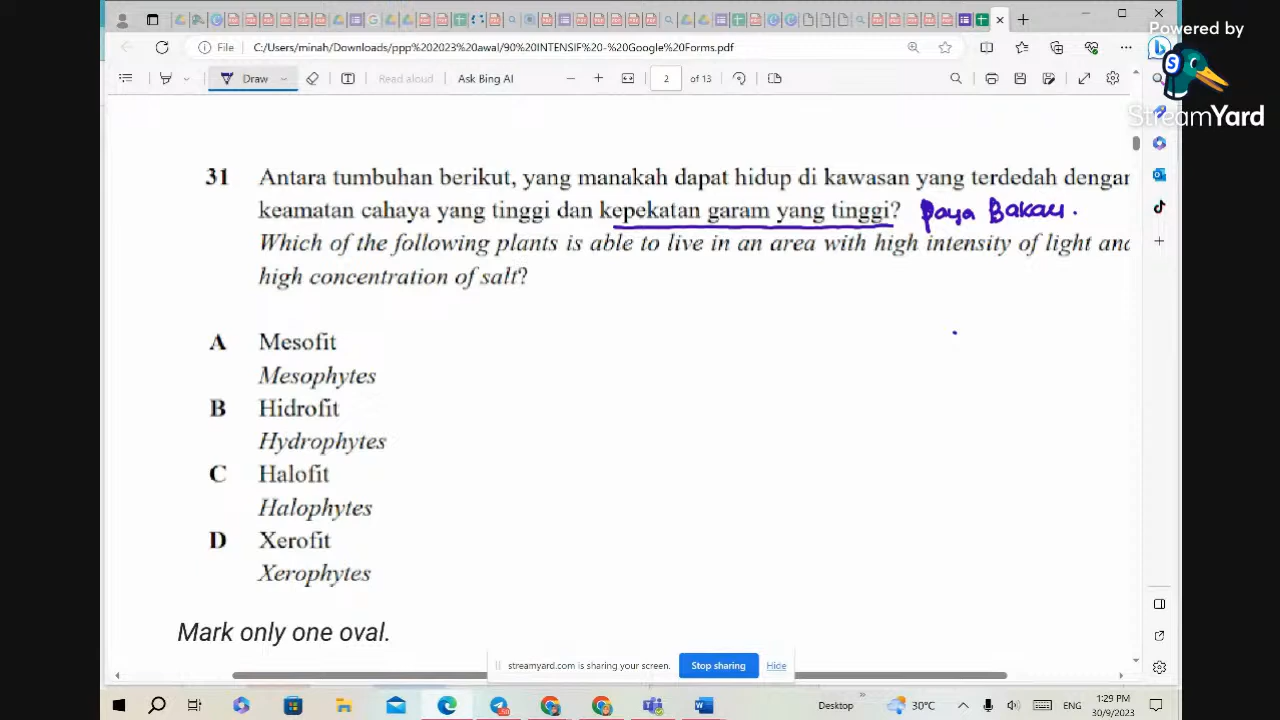 Powered by
StreamYard
File C:/Users/minah/Downloads/ppp%202023%20awal/90%20INTENSIF%20-%20Google%20Forms.pdf
Draw
Read aloud
Ask Bing AI
2 of 13
31 Antara tumbuhan berikut, yang manakah dapat hidup di kawasan yang terdedah dengan
keamatan cahaya yang tinggi dan kepekatan garam yang tinggi? Paya Bakau.
Which of the following plants is able to live in an area with high intensity of light and
high concentration of salt?
A Mesofit
Mesophytes
B Hidrofit
Hydrophytes
C Halofit
Halophytes
D Xerofit
Xerophytes
Mark only one oval.
streamyard.com is sharing your screen. Stop sharing Hide
Desktop
30°C
ENG
1:29 PM
30/9/2023